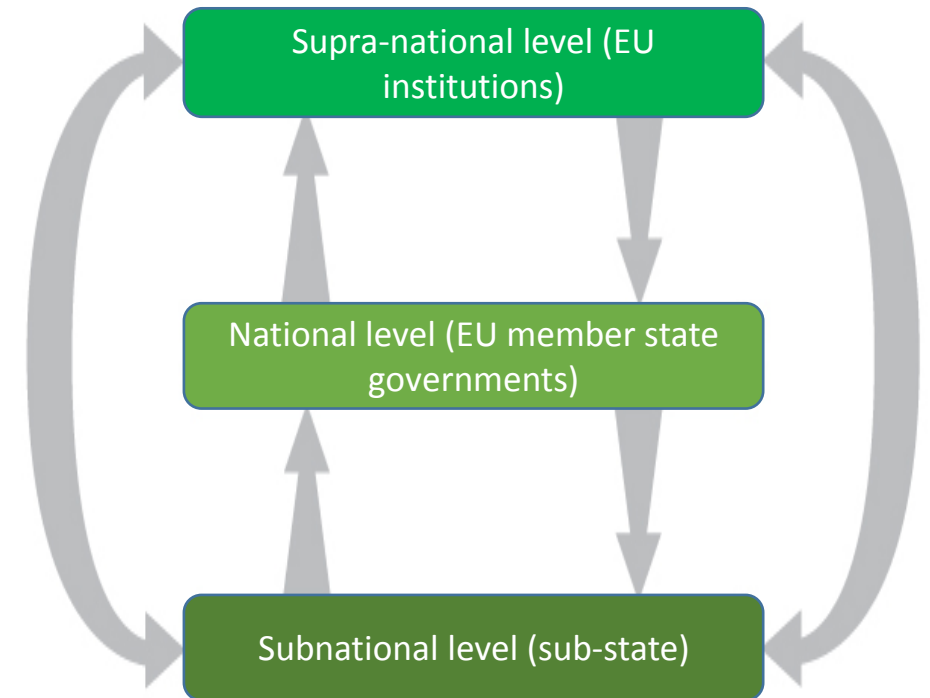 Supra-national level (EU
institutions)
National level (EU member state
governments)
Subnational level (sub-state)